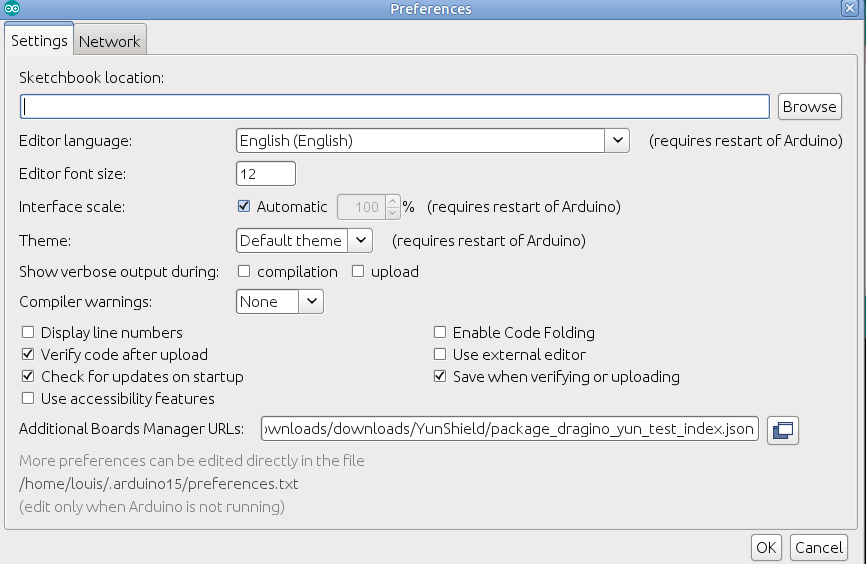 Preferences
Settings Network
Sketchbook location:
Browse
Editor language: English (English) (requires restart of Arduino)
Editor font size: 12
Interface scale: Automatic 100 % (requires restart of Arduino)
Theme: Default theme (requires restart of Arduino)
Show verbose output during: compilation upload
Compiler warnings: None
Display line numbers Enable Code Folding
Verify code after upload Use external editor
Check for updates on startup Save when verifying or uploading
Use accessibility features
Additional Boards Manager URLs: ownloads/downloads/YunShield/package_dragino_yun_test_index.json
More preferences can be edited directly in the file
/home/louis/.arduino15/preferences.txt
(edit only when Arduino is not running)
OK Cancel